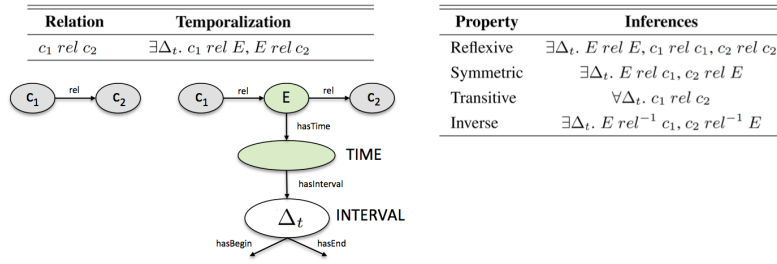 Relation Temporalization
c₁ rel c₂ ∃Δₜ. c₁ rel E, E rel c₂
c₁ rel c₂ c₁ rel E rel c₂
hasTime
TIME
hasInterval
Δₜ INTERVAL
hasBegin hasEnd
Property Inferences
Reflexive ∃Δₜ. E rel E, c₁ rel c₁, c₂ rel c₂
Symmetric ∃Δₜ. E rel c₁, c₂ rel E
Transitive ∀Δₜ. c₁ rel c₂
Inverse ∃Δₜ. E rel⁻¹ c₁, c₂ rel⁻¹ E